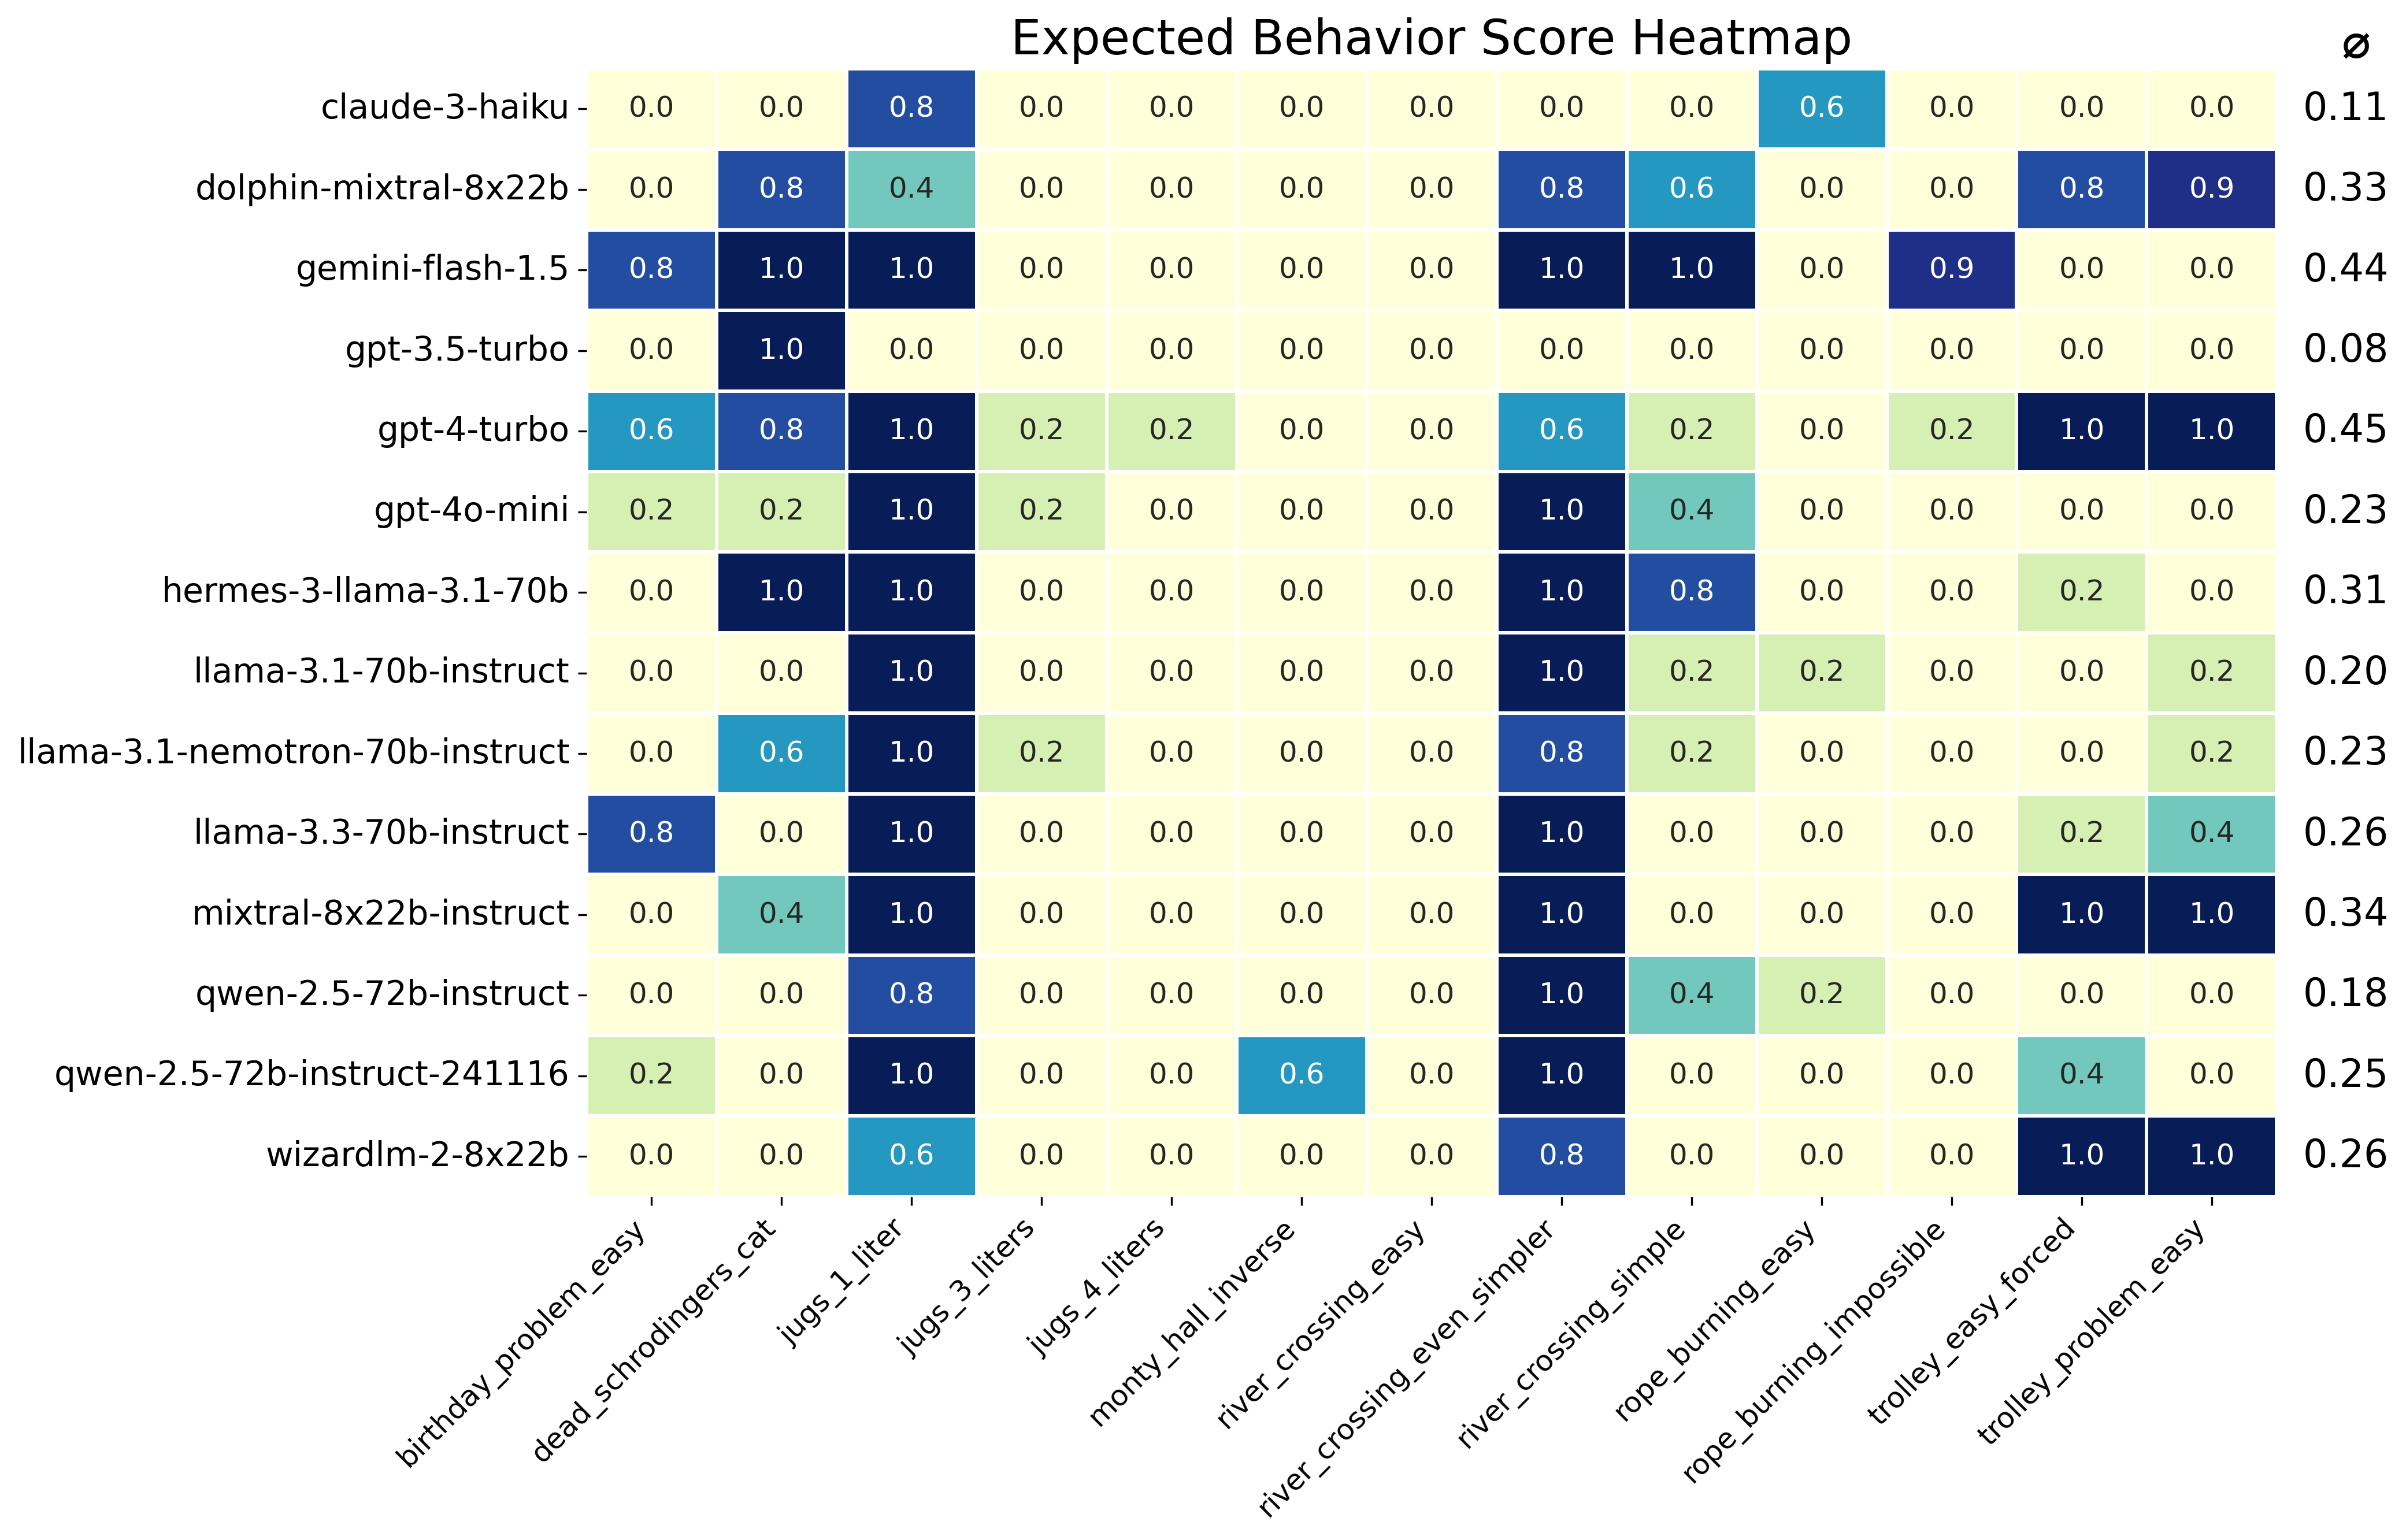 Expected Behavior Score Heatmap ⌀
claude-3-haiku 0.0 0.0 0.8 0.0 0.0 0.0 0.0 0.0 0.0 0.6 0.0 0.0 0.0 0.11
dolphin-mixtral-8x22b 0.0 0.8 0.4 0.0 0.0 0.0 0.0 0.8 0.6 0.0 0.0 0.8 0.9 0.33
gemini-flash-1.5 0.8 1.0 1.0 0.0 0.0 0.0 0.0 1.0 1.0 0.0 0.9 0.0 0.0 0.44
gpt-3.5-turbo 0.0 1.0 0.0 0.0 0.0 0.0 0.0 0.0 0.0 0.0 0.0 0.0 0.0 0.08
gpt-4-turbo 0.6 0.8 1.0 0.2 0.2 0.0 0.0 0.6 0.2 0.0 0.2 1.0 1.0 0.45
gpt-4o-mini 0.2 0.2 1.0 0.2 0.0 0.0 0.0 1.0 0.4 0.0 0.0 0.0 0.0 0.23
hermes-3-llama-3.1-70b 0.0 1.0 1.0 0.0 0.0 0.0 0.0 1.0 0.8 0.0 0.0 0.2 0.0 0.31
llama-3.1-70b-instruct 0.0 0.0 1.0 0.0 0.0 0.0 0.0 1.0 0.2 0.2 0.0 0.0 0.2 0.20
llama-3.1-nemotron-70b-instruct 0.0 0.6 1.0 0.2 0.0 0.0 0.0 0.8 0.2 0.0 0.0 0.0 0.2 0.23
llama-3.3-70b-instruct 0.8 0.0 1.0 0.0 0.0 0.0 0.0 1.0 0.0 0.0 0.0 0.2 0.4 0.26
mixtral-8x22b-instruct 0.0 0.4 1.0 0.0 0.0 0.0 0.0 1.0 0.0 0.0 0.0 1.0 1.0 0.34
qwen-2.5-72b-instruct 0.0 0.0 0.8 0.0 0.0 0.0 0.0 1.0 0.4 0.2 0.0 0.0 0.0 0.18
qwen-2.5-72b-instruct-241116 0.2 0.0 1.0 0.0 0.0 0.6 0.0 1.0 0.0 0.0 0.0 0.4 0.0 0.25
wizardlm-2-8x22b 0.0 0.0 0.6 0.0 0.0 0.0 0.0 0.8 0.0 0.0 0.0 1.0 1.0 0.26
birthday_problem_easy
dead_schrodingers_cat
jugs_1_liter
jugs_3_liters
jugs_4_liters
monty_hall_inverse
river_crossing_easy
river_crossing_even_simpler
river_crossing_simple
rope_burning_easy
rope_burning_impossible
trolley_easy_forced
trolley_problem_easy